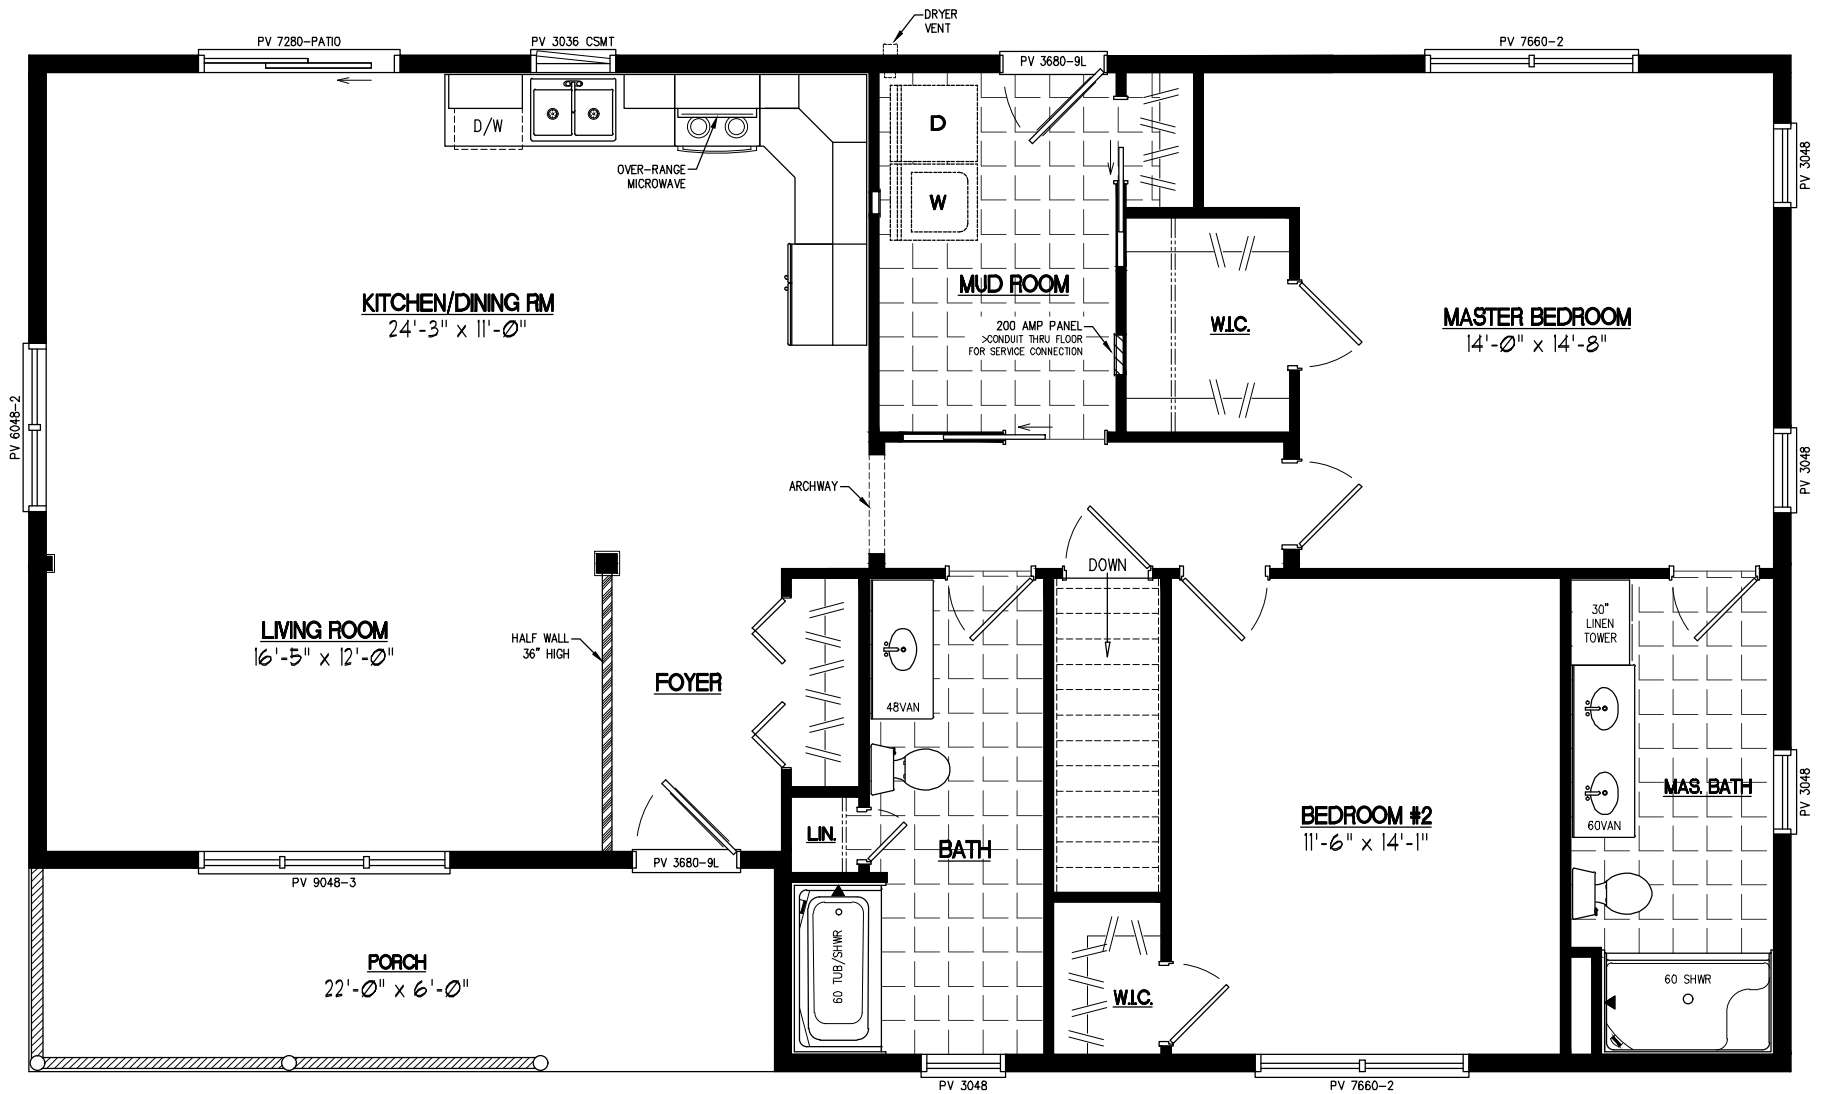 DRYER
VENT
PV 7280-PATIO
PV 3036 CSMT
PV 3680-9L
PV 7660-2
D/W
D
OVER-RANGE
MICROWAVE
W
PV 3048
KITCHEN/DINING RM
24'-3" x 11'-0"
MUD ROOM
200 AMP PANEL
>CONDUIT THRU FLOOR
FOR SERVICE CONNECTION
W.I.C.
MASTER BEDROOM
14'-0" x 14'-8"
PV 6048-2
ARCHWAY
PV 3048
DOWN
LIVING ROOM
16'-5" x 12'-0"
HALF WALL
36" HIGH
FOYER
48VAN
30"
LINEN
TOWER
60VAN
MAS. BATH
PV 3048
LIN.
BATH
BEDROOM #2
11'-6" x 14'-1"
PV 9048-3
PV 3680-9L
PORCH
22'-0" x 6'-0"
60 TUB/SHWR
W.I.C.
60 SHWR
PV 3048
PV 7660-2